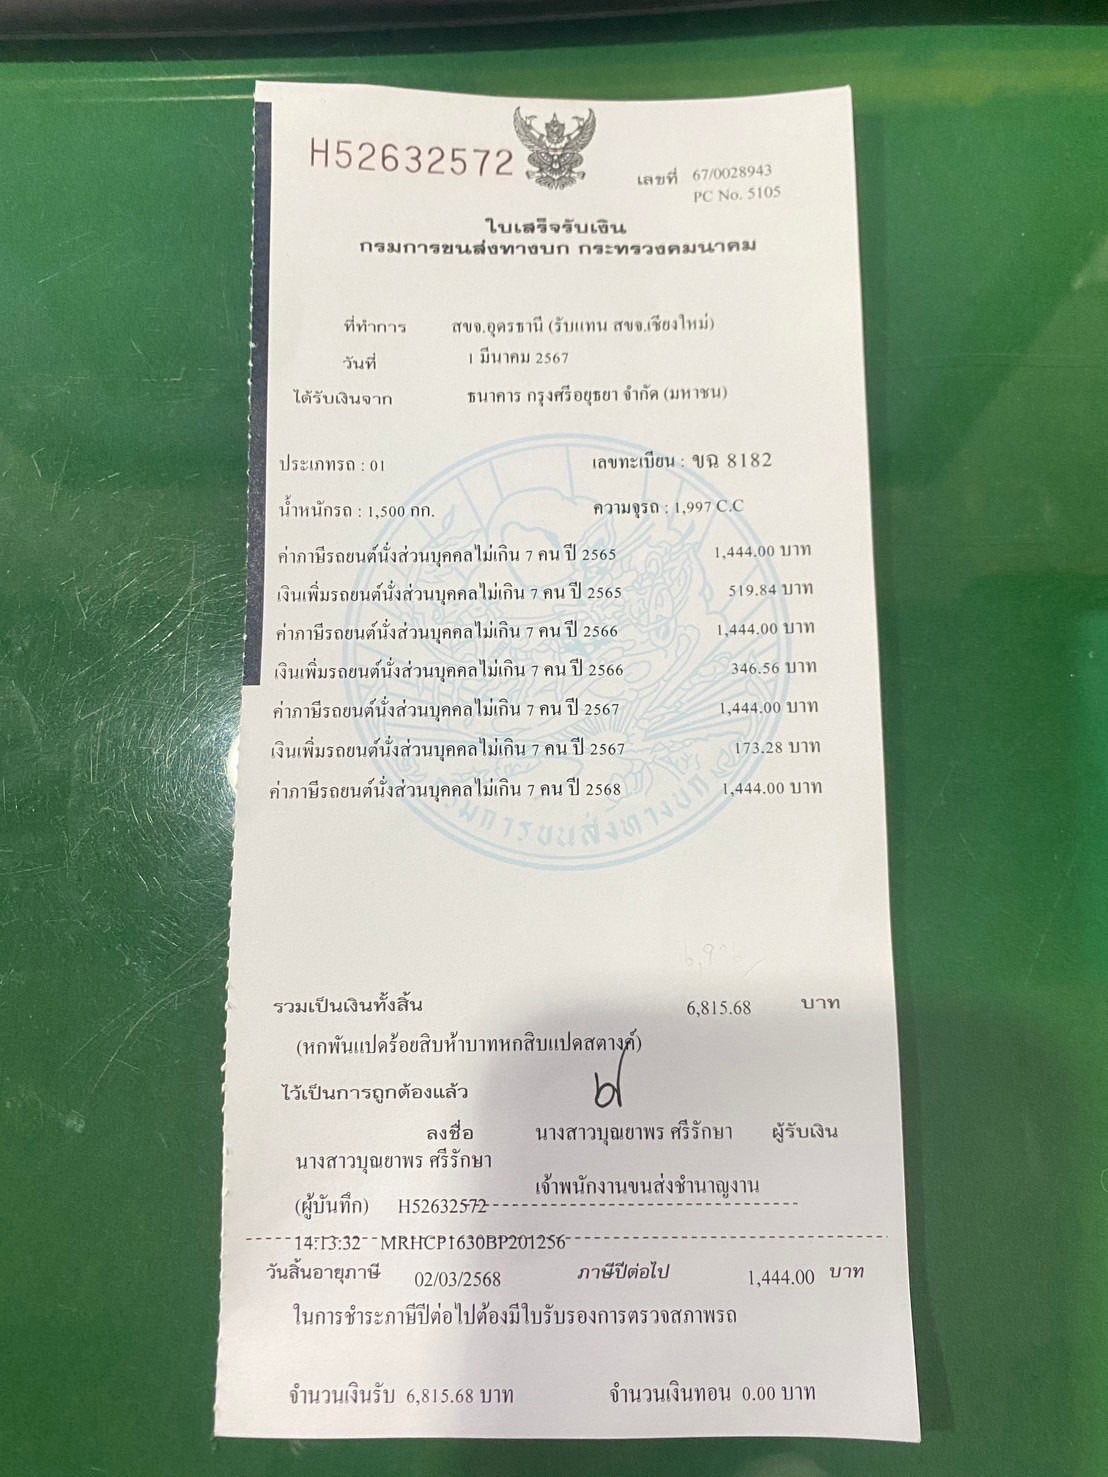 H52632572
เลขที่ 67/0028943
PC No. 5105
ใบเสร็จรับเงิน
กรมการขนส่งทางบก กระทรวงคมนาคม
ที่ทำการ สขจ.อุดรธานี (รับแทน สขจ.เชียงใหม่)
วันที่ 1 มีนาคม 2567
ได้รับเงินจาก ธนาคาร กรุงศรีอยุธยา จำกัด (มหาชน)
ประเภทรถ : 01 เลขทะเบียน : ขฉ 8182
น้ำหนักรถ : 1,500 กก. ความจุรถ : 1,997 C.C
ค่าภาษีรถยนต์นั่งส่วนบุคคลไม่เกิน 7 คน ปี 2565 1,444.00 บาท
เงินเพิ่มรถยนต์นั่งส่วนบุคคลไม่เกิน 7 คน ปี 2565 519.84 บาท
ค่าภาษีรถยนต์นั่งส่วนบุคคลไม่เกิน 7 คน ปี 2566 1,444.00 บาท
เงินเพิ่มรถยนต์นั่งส่วนบุคคลไม่เกิน 7 คน ปี 2566 346.56 บาท
ค่าภาษีรถยนต์นั่งส่วนบุคคลไม่เกิน 7 คน ปี 2567 1,444.00 บาท
เงินเพิ่มรถยนต์นั่งส่วนบุคคลไม่เกิน 7 คน ปี 2567 173.28 บาท
ค่าภาษีรถยนต์นั่งส่วนบุคคลไม่เกิน 7 คน ปี 2568 1,444.00 บาท
กรมการขนส่งทางบก
รวมเป็นเงินทั้งสิ้น 6,815.68 บาท
(หกพันแปดร้อยสิบห้าบาทหกสิบแปดสตางค์)
ไว้เป็นการถูกต้องแล้ว
ลงชื่อ นางสาวบุณยาพร ศรีรักษา ผู้รับเงิน
นางสาวบุณยาพร ศรีรักษา
เจ้าพนักงานขนส่งชำนาญงาน
(ผู้บันทึก) H52632572
14:13:32 MRHCP1630BP201256
วันสิ้นอายุภาษี 02/03/2568 ภาษีปีต่อไป 1,444.00 บาท
ในการชำระภาษีปีต่อไปต้องมีใบรับรองการตรวจสภาพรถ
จำนวนเงินรับ 6,815.68 บาท จำนวนเงินทอน 0.00 บาท